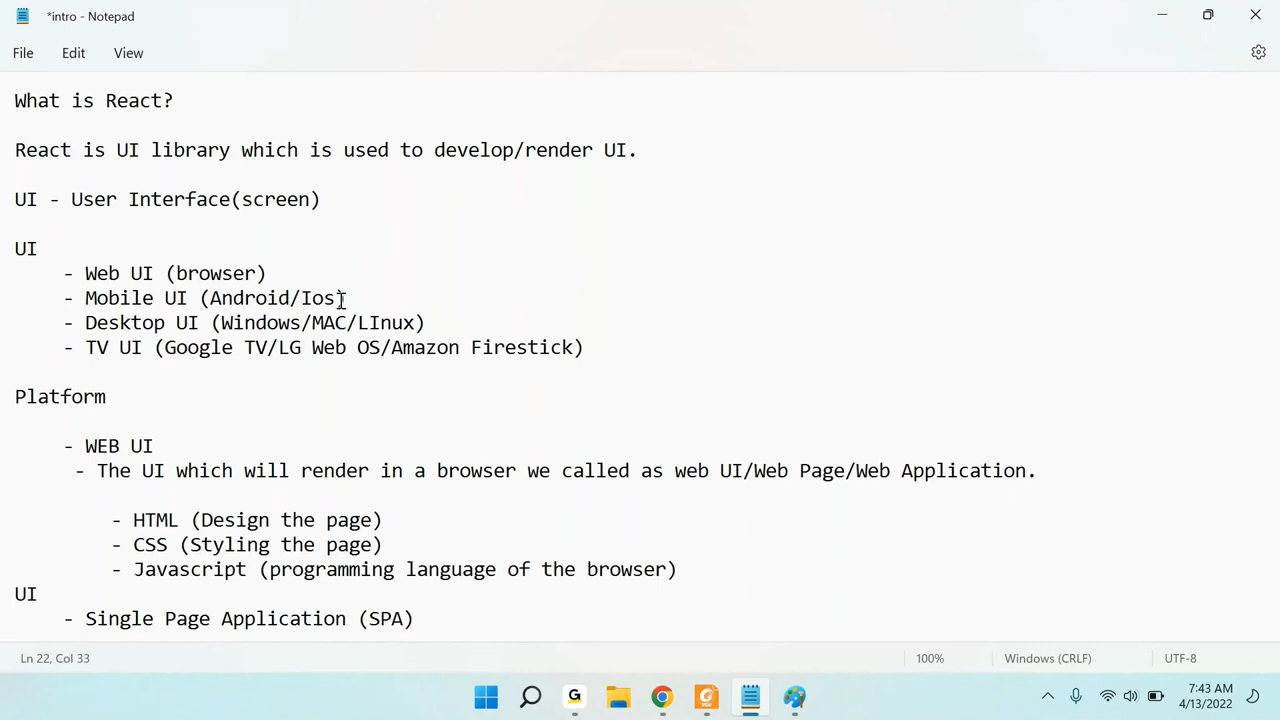 *intro - Notepad
File Edit View
What is React?
React is UI library which is used to develop/render UI.
UI - User Interface(screen)
UI
- Web UI (browser)
- Mobile UI (Android/Ios)
- Desktop UI (Windows/MAC/LInux)
- TV UI (Google TV/LG Web OS/Amazon Firestick)
Platform
- WEB UI
- The UI which will render in a browser we called as web UI/Web Page/Web Application.
- HTML (Design the page)
- CSS (Styling the page)
- Javascript (programming language of the browser)
UI
- Single Page Application (SPA)
Ln 22, Col 33 100% Windows (CRLF) UTF-8
G PDF 7:43 AM
4/13/2022